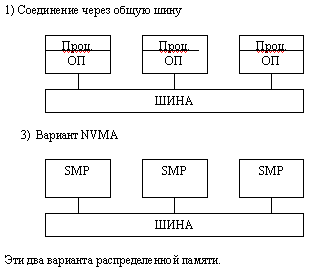 1) Соединение через общую шину
Проц. Проц. Проц.
ОП ОП ОП
ШИНА
3) Вариант NVMA
SMP SMP SMP
ШИНА
Эти два варианта распределенной памяти.